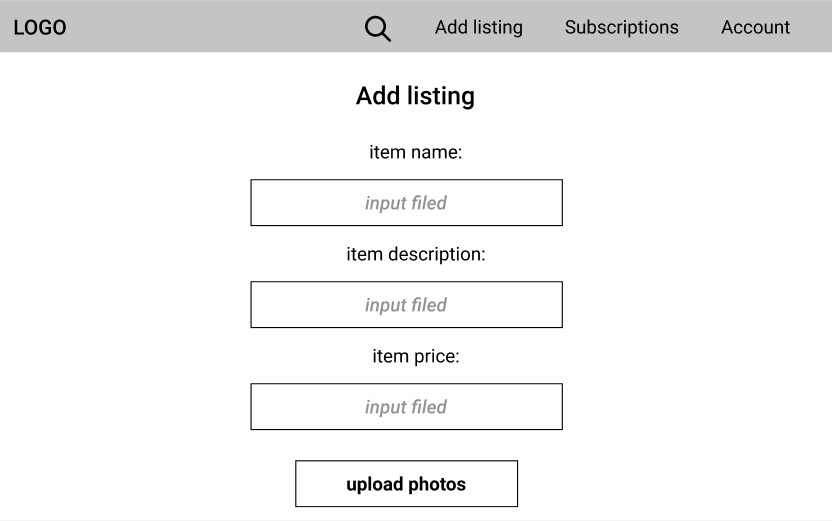 LOGO
Add listing
Subscriptions
Account
Add listing
item name:
input filed
item description:
input filed
item price:
input filed
upload photos